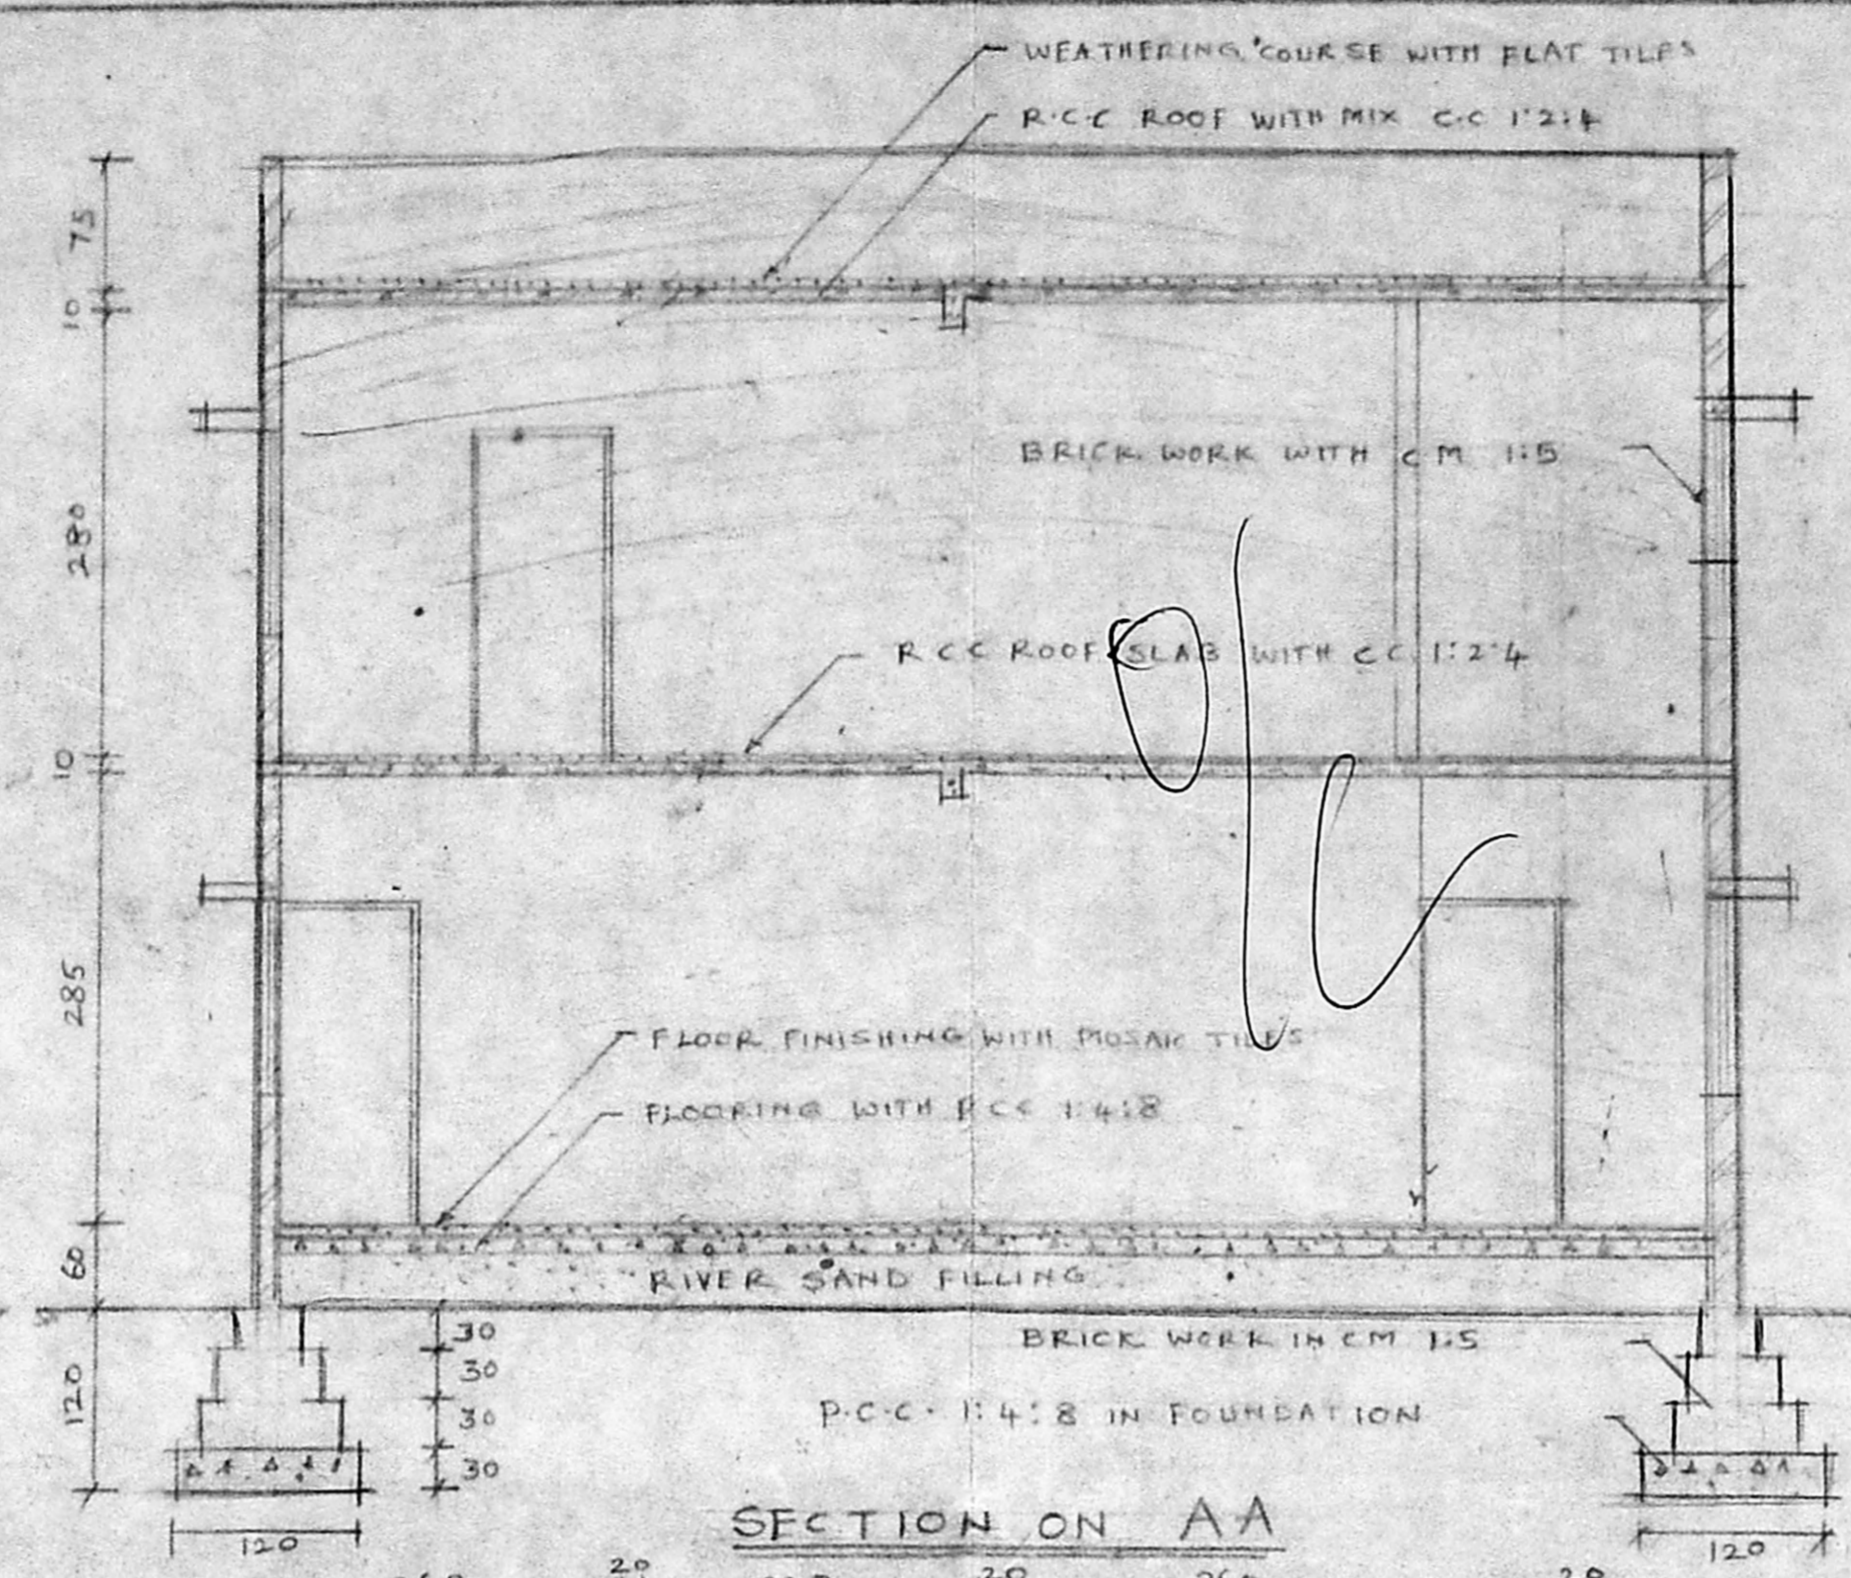 WEATHERING COURSE WITH FLAT TILES
R.C.C ROOF WITH MIX C.C 1:2:4
75
10
280
BRICK WORK WITH CM 1:5
RCC ROOF SLAB WITH CC 1:2:4
10
285
FLOOR FINISHING WITH MOSAIC TILES
FLOORING WITH PCC 1:4:8
60
RIVER SAND FILLING
120
30
30
30
30
BRICK WORK IN CM 1:5
P.C.C. 1:4:8 IN FOUNDATION
120
SECTION ON AA
120
20
20